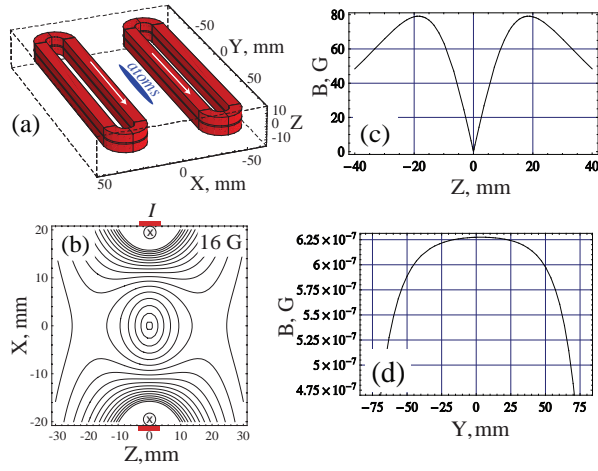 (a)
atoms
-50
0
50
Y, mm
10
0
-10
Z
50
0
-50
X, mm
B, G
80
60
40
20
0
(c)
-40
-20
0
20
40
Z, mm
I
(b)
16 G
X, mm
20
10
0
-10
-20
-30
-20
-10
0
10
20
30
Z,mm
B, G
6.25×10⁻⁷
6×10⁻⁷
5.75×10⁻⁷
5.5×10⁻⁷
5.25×10⁻⁷
5×10⁻⁷
4.75×10⁻⁷
(d)
-75
-50
-25
0
25
50
75
Y, mm